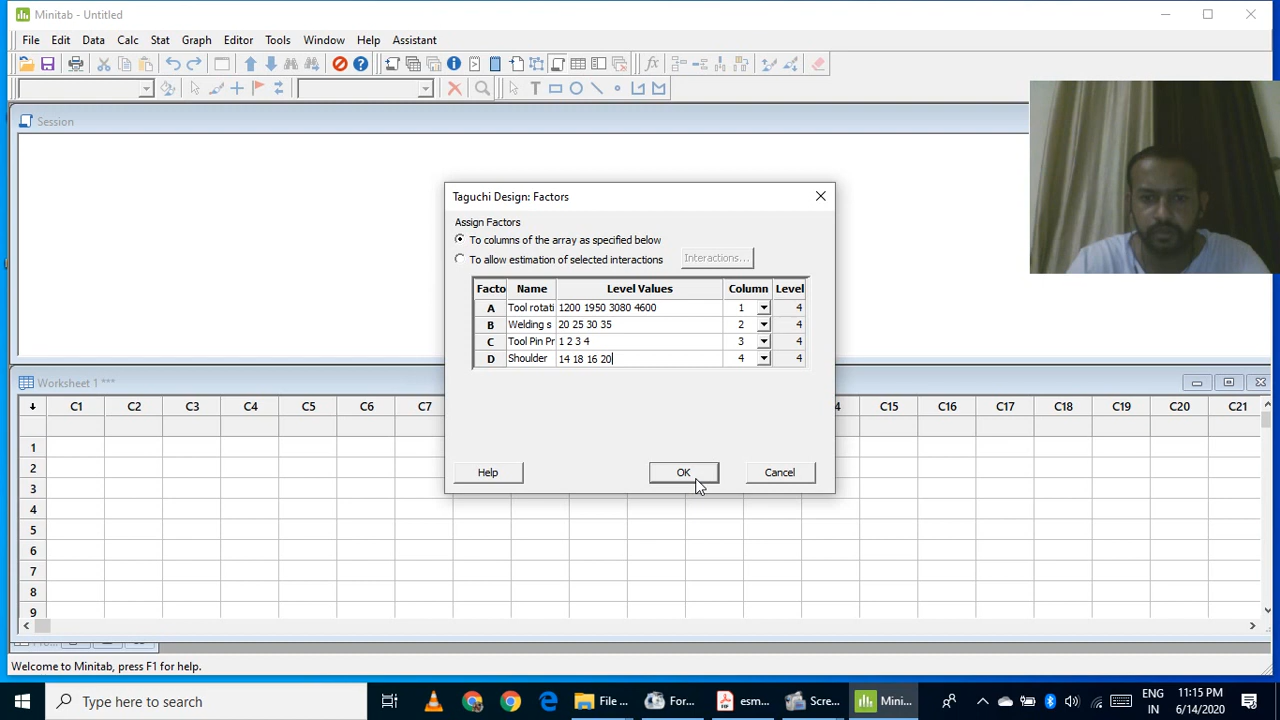 Minitab - Untitled
File Edit Data Calc Stat Graph Editor Tools Window Help Assistant
Session
Taguchi Design: Factors
Assign Factors
To columns of the array as specified below
To allow estimation of selected interactions Interactions...
Facto Name Level Values Column Level
A Tool rotati 1200 1950 3080 4600 1 4
B Welding s 20 25 30 35 2 4
C Tool Pin Pr 1 2 3 4 3 4
D Shoulder 14 18 16 20 4 4
Help OK Cancel
Worksheet 1 ***
C1 C2 C3 C4 C5 C6 C7 4 C15 C16 C17 C18 C19 C20 C21
1
2
3
4
5
6
7
8
9
Welcome to Minitab, press F1 for help.
Type here to search
File ... For... esm... Scre... Mini...
ENG
IN
11:15 PM
6/14/2020